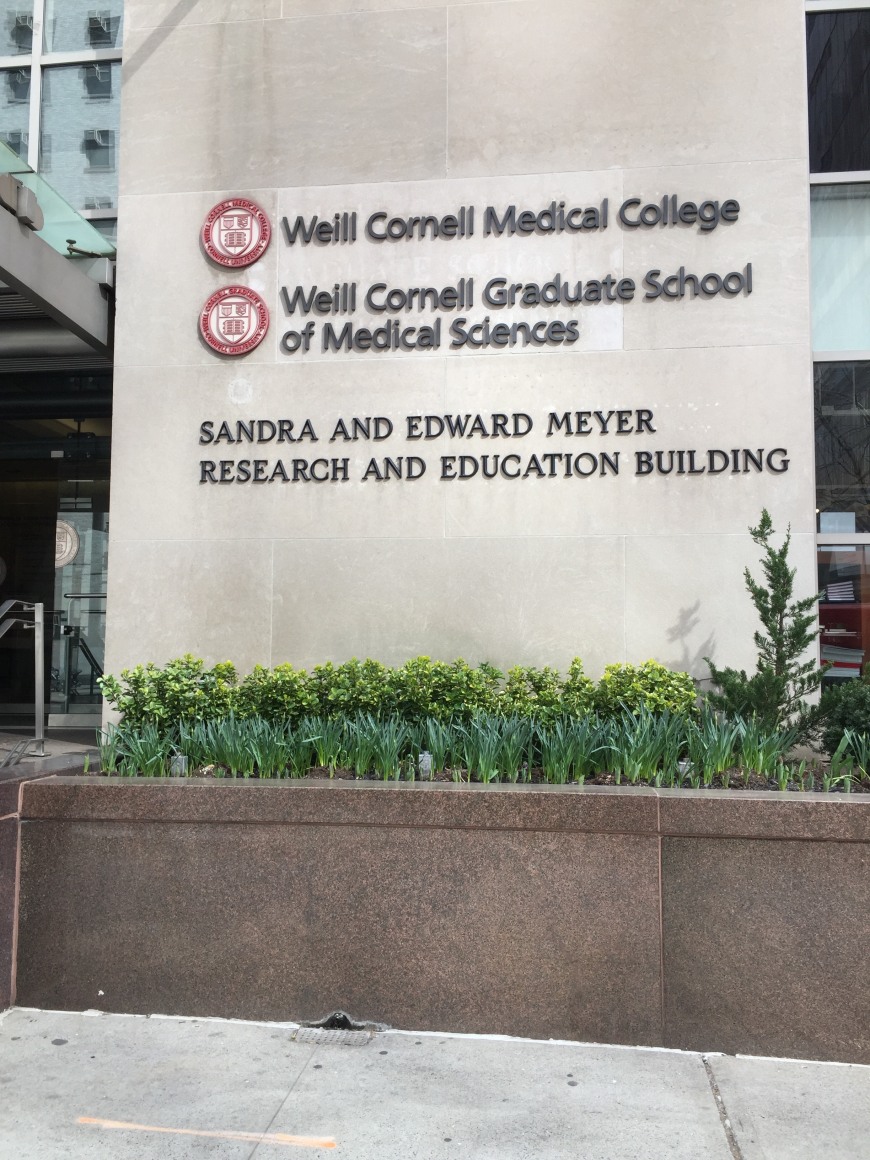 Weill Cornell Medical College
Weill Cornell Graduate School
of Medical Sciences
SANDRA AND EDWARD MEYER
RESEARCH AND EDUCATION BUILDING